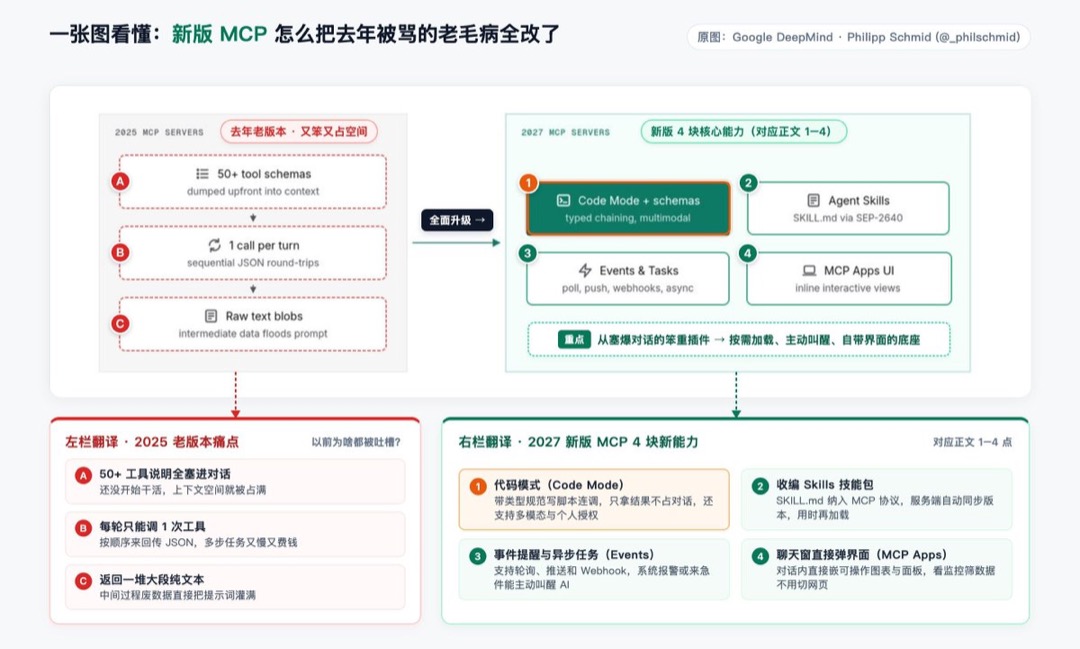 一张图看懂：新版 MCP 怎么把去年被骂的老毛病全改了
原图：Google DeepMind · Philipp Schmid (@_philschmid)
2025 MCP SERVERS
去年老版本 · 又笨又占空间
A
50+ tool schemas
dumped upfront into context
B
1 call per turn
sequential JSON round-trips
C
Raw text blobs
intermediate data floods prompt
全面升级 →
2027 MCP SERVERS
新版 4 块核心能力（对应正文 1—4）
1
Code Mode + schemas
typed chaining, multimodal
2
Agent Skills
SKILL.md via SEP-2640
3
Events & Tasks
poll, push, webhooks, async
4
MCP Apps UI
inline interactive views
重点 从塞爆对话的笨重插件 → 按需加载、主动叫醒、自带界面的底座
左栏翻译 · 2025 老版本痛点
以前为啥都被吐槽？
A 50+ 工具说明全塞进对话
还没开始干活，上下文空间就被占满
B 每轮只能调 1 次工具
按顺序来回传 JSON，多步任务又慢又费钱
C 返回一堆大段纯文本
中间过程废数据直接把提示词灌满
右栏翻译 · 2027 新版 MCP 4 块新能力
对应正文 1—4 点
1 代码模式（Code Mode）
带类型规范写脚本连调，只拿结果不占对话，还
支持多模态与个人授权
2 收编 Skills 技能包
SKILL.md 纳入 MCP 协议，服务端自动同步版
本，用时再加载
3 事件提醒与异步任务（Events）
支持轮询、推送和 Webhook，系统报警或来急
件能主动叫醒 AI
4 聊天窗直接弹界面（MCP Apps）
对话内直接嵌可操作图表与面板，看监控筛数据
不用切网页